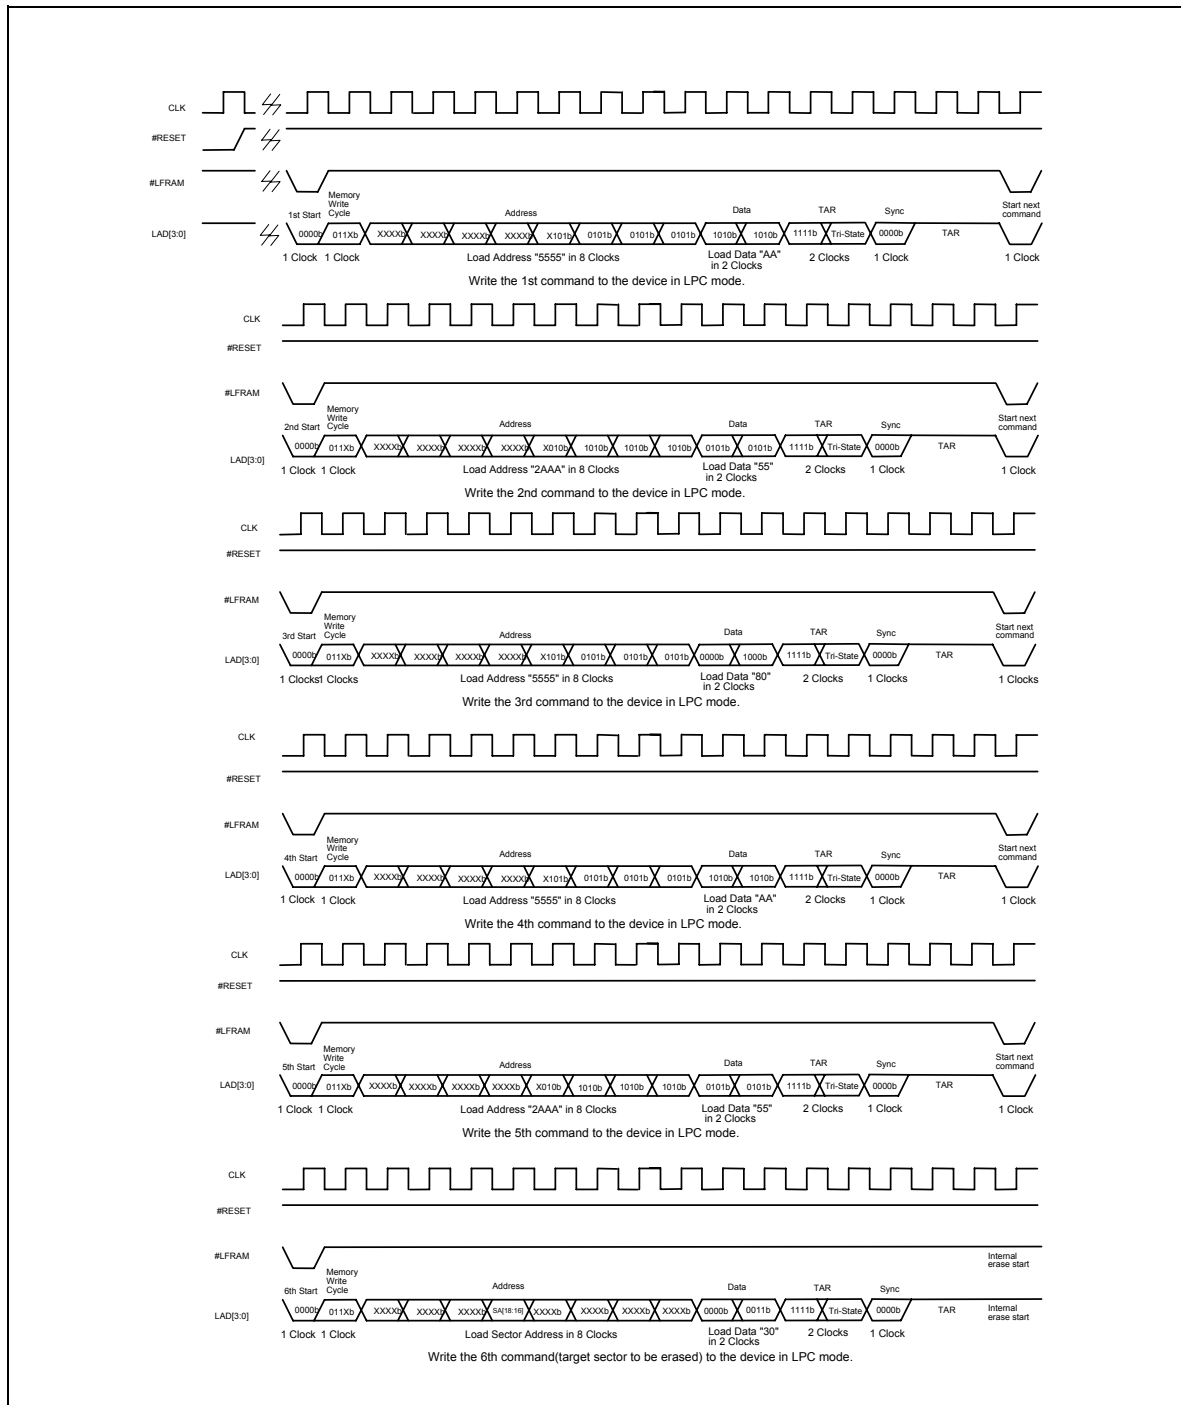 CLK
#RESET
#LFRAM
Memory
Write
Cycle
1st Start
Address
Data
TAR
Sync
Start next
command
LAD[3:0]
0000b 011Xb XXXXb XXXXb XXXXb XXXXb X101b 0101b 0101b 0101b 1010b 1010b 1111b Tri-State 0000b TAR
1 Clock 1 Clock Load Address "5555" in 8 Clocks Load Data "AA" in 2 Clocks 2 Clocks 1 Clock 1 Clock
Write the 1st command to the device in LPC mode.
CLK
#RESET
#LFRAM
Memory
Write
Cycle
2nd Start
Address
Data
TAR
Sync
Start next
command
LAD[3:0]
0000b 011Xb XXXXb XXXXb XXXXb XXXXb X010b 1010b 1010b 1010b 0101b 0101b 1111b Tri-State 0000b TAR
1 Clock 1 Clock Load Address "2AAA" in 8 Clocks Load Data "55" in 2 Clocks 2 Clocks 1 Clock 1 Clock
Write the 2nd command to the device in LPC mode.
CLK
#RESET
#LFRAM
Memory
Write
Cycle
3rd Start
Address
Data
TAR
Sync
Start next
command
LAD[3:0]
0000b 011Xb XXXXb XXXXb XXXXb XXXXb X101b 0101b 0101b 0101b 0000b 1000b 1111b Tri-State 0000b TAR
1 Clocks 1 Clocks Load Address "5555" in 8 Clocks Load Data "80" in 2 Clocks 2 Clocks 1 Clocks 1 Clocks
Write the 3rd command to the device in LPC mode.
CLK
#RESET
#LFRAM
Memory
Write
Cycle
4th Start
Address
Data
TAR
Sync
Start next
command
LAD[3:0]
0000b 011Xb XXXXb XXXXb XXXXb XXXXb X101b 0101b 0101b 0101b 1010b 1010b 1111b Tri-State 0000b TAR
1 Clock 1 Clock Load Address "5555" in 8 Clocks Load Data "AA" in 2 Clocks 2 Clocks 1 Clock 1 Clock
Write the 4th command to the device in LPC mode.
CLK
#RESET
#LFRAM
Memory
Write
Cycle
5th Start
Address
Data
TAR
Sync
Start next
command
LAD[3:0]
0000b 011Xb XXXXb XXXXb XXXXb XXXXb X010b 1010b 1010b 1010b 0101b 0101b 1111b Tri-State 0000b TAR
1 Clock 1 Clock Load Address "2AAA" in 8 Clocks Load Data "55" in 2 Clocks 2 Clocks 1 Clock 1 Clock
Write the 5th command to the device in LPC mode.
CLK
#RESET
#LFRAM
Internal
erase start
Memory
Write
Cycle
6th Start
Address
Data
TAR
Sync
LAD[3:0]
0000b 011Xb XXXXb XXXXb XXXXb SA[18:16] XXXXb XXXXb XXXXb XXXXb 0000b 0011b 1111b Tri-State 0000b TAR
Internal
erase start
1 Clock 1 Clock Load Sector Address in 8 Clocks Load Data "30" in 2 Clocks 2 Clocks 1 Clock
Write the 6th command(target sector to be erased) to the device in LPC mode.